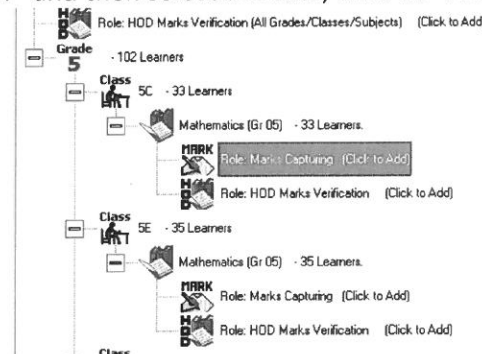 Role: HOD Marks Verification (All Grades/Classes/Subjects) (Click to Add
Grade
5 - 102 Learners
Class
5C - 33 Learners
Mathematics (Gr 05) - 33 Learners.
MARK
Role: Marks Capturing (Click to Add)
HOD
Role: HOD Marks Verification (Click to Add)
Class
5E - 35 Learners
Mathematics (Gr 05) - 35 Learners.
MARK
Role: Marks Capturing (Click to Add)
HOD
Role: HOD Marks Verification (Click to Add)
Class